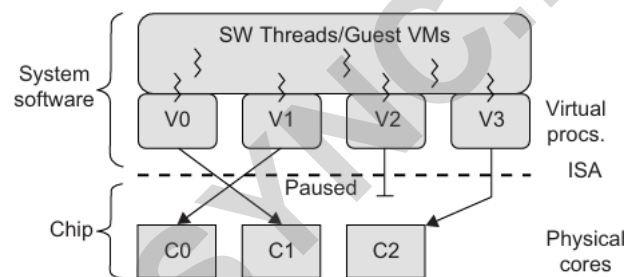 SW Threads/Guest VMs
System
software
V0 V1 V2 V3
Virtual
procs.
ISA
Paused
Chip
C0 C1 C2
Physical
cores
SYNC.